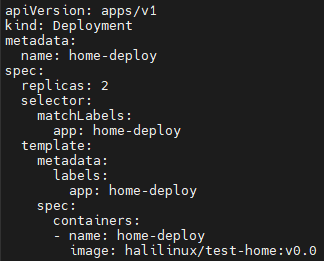 apiVersion: apps/v1
kind: Deployment
metadata:
  name: home-deploy
spec:
  replicas: 2
  selector:
    matchLabels:
      app: home-deploy
  template:
    metadata:
      labels:
        app: home-deploy
    spec:
      containers:
      - name: home-deploy
        image: halilinux/test-home:v0.0